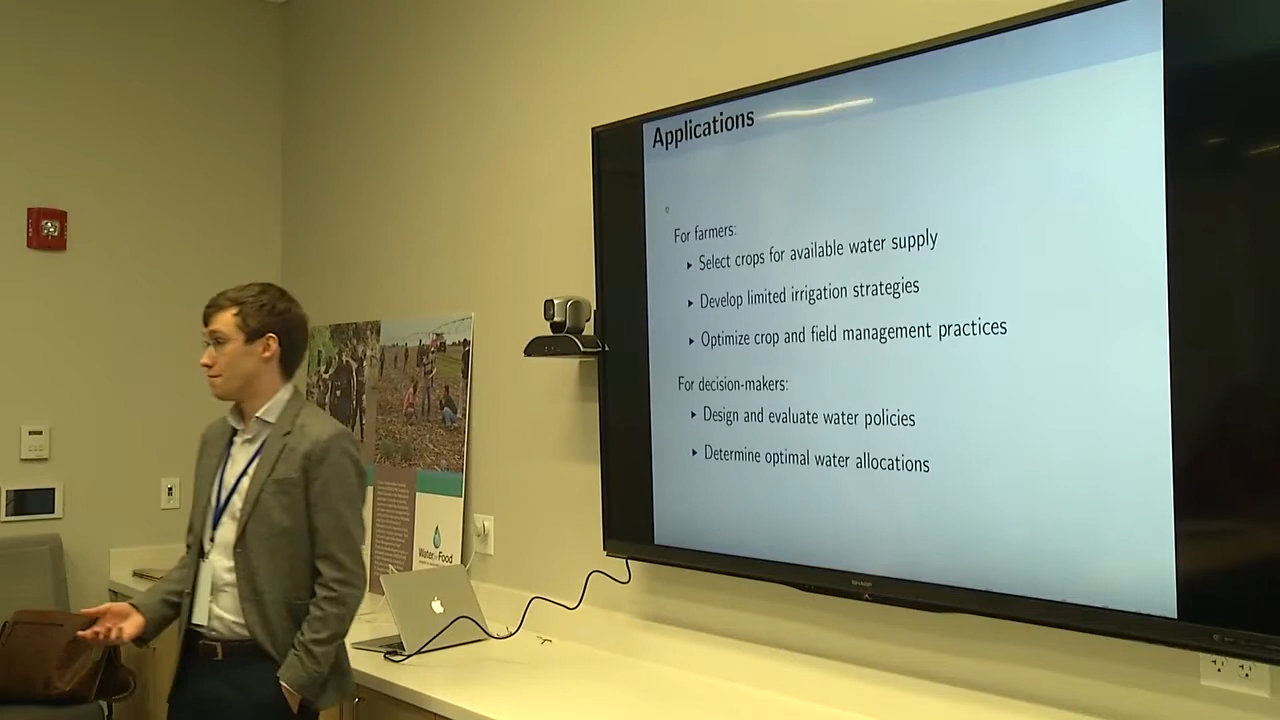 Applications
For farmers:
Select crops for available water supply
Develop limited irrigation strategies
Optimize crop and field management practices
For decision-makers:
Design and evaluate water policies
Determine optimal water allocations
SHARP
Water for Food